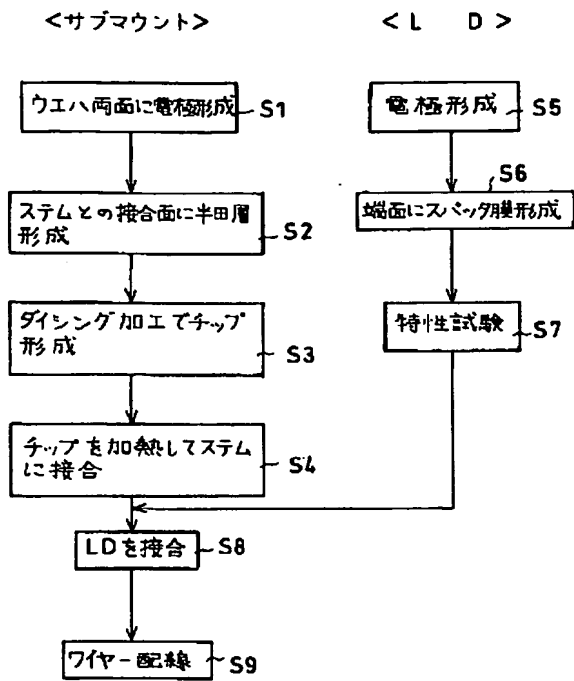 <サブマウント>
<L D>
ウエハ両面に電極形成
S1
ステムとの接合面に半田層
形成
S2
ダイシング加工でチップ
形成
S3
チップを加熱してステム
に接合
S4
電極形成
S5
S6
端面にスパッタ膜形成
特性試験
S7
LDを接合
S8
ワイヤー配線
S9